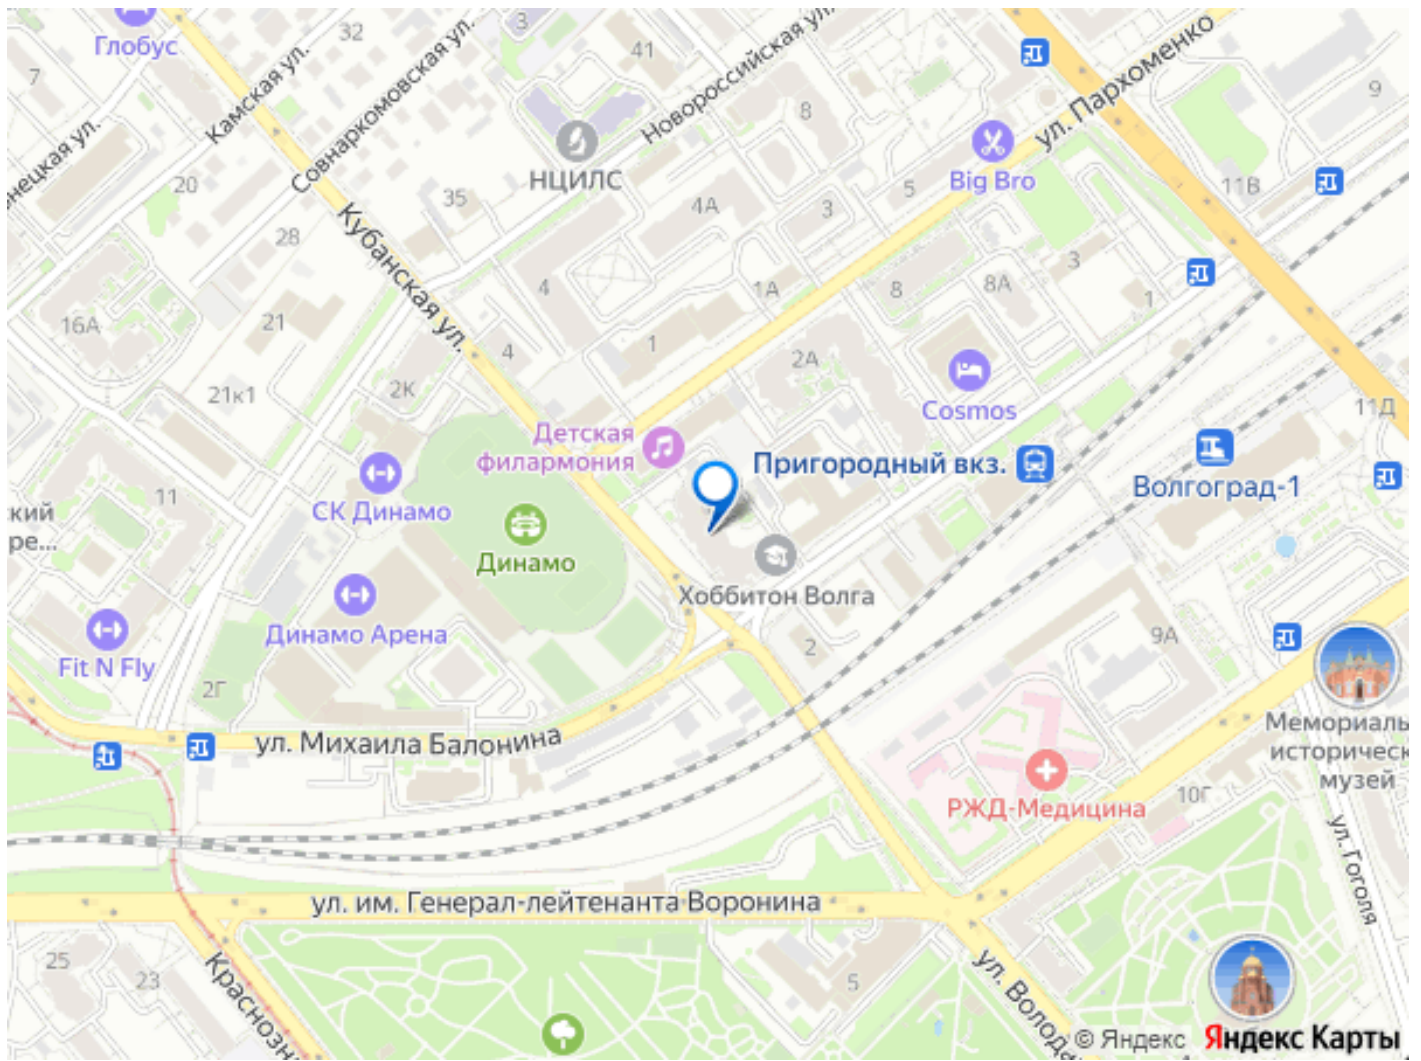 Глобус
32
3
41
7
Камская ул.
Совнаркомовская ул.
Новороссийская ул.
ул. Пархоменко
9
8
НЦИЛС
Big Bro
11В
20
35
4А
3
5
28
Кубанская ул.
16А
21
4
1А
8
8А
3
1
21к1
2К
4
1
2А
Cosmos
11Д
Детская
филармония
Пригородный вкз.
Волгоград-1
11
СК Динамо
Динамо
кий
ре...
Хоббитон Волга
Динамо Арена
Fit N Fly
2Г
2
9А
Мемориаль
историческ
музей
ул. Михаила Балонина
РЖД-Медицина
10Г
ул. Гоголя
ул. им. Генерал-лейтенанта Воронина
25
23
Краснозн
5
ул. Волода
© Яндекс Яндекс Карты